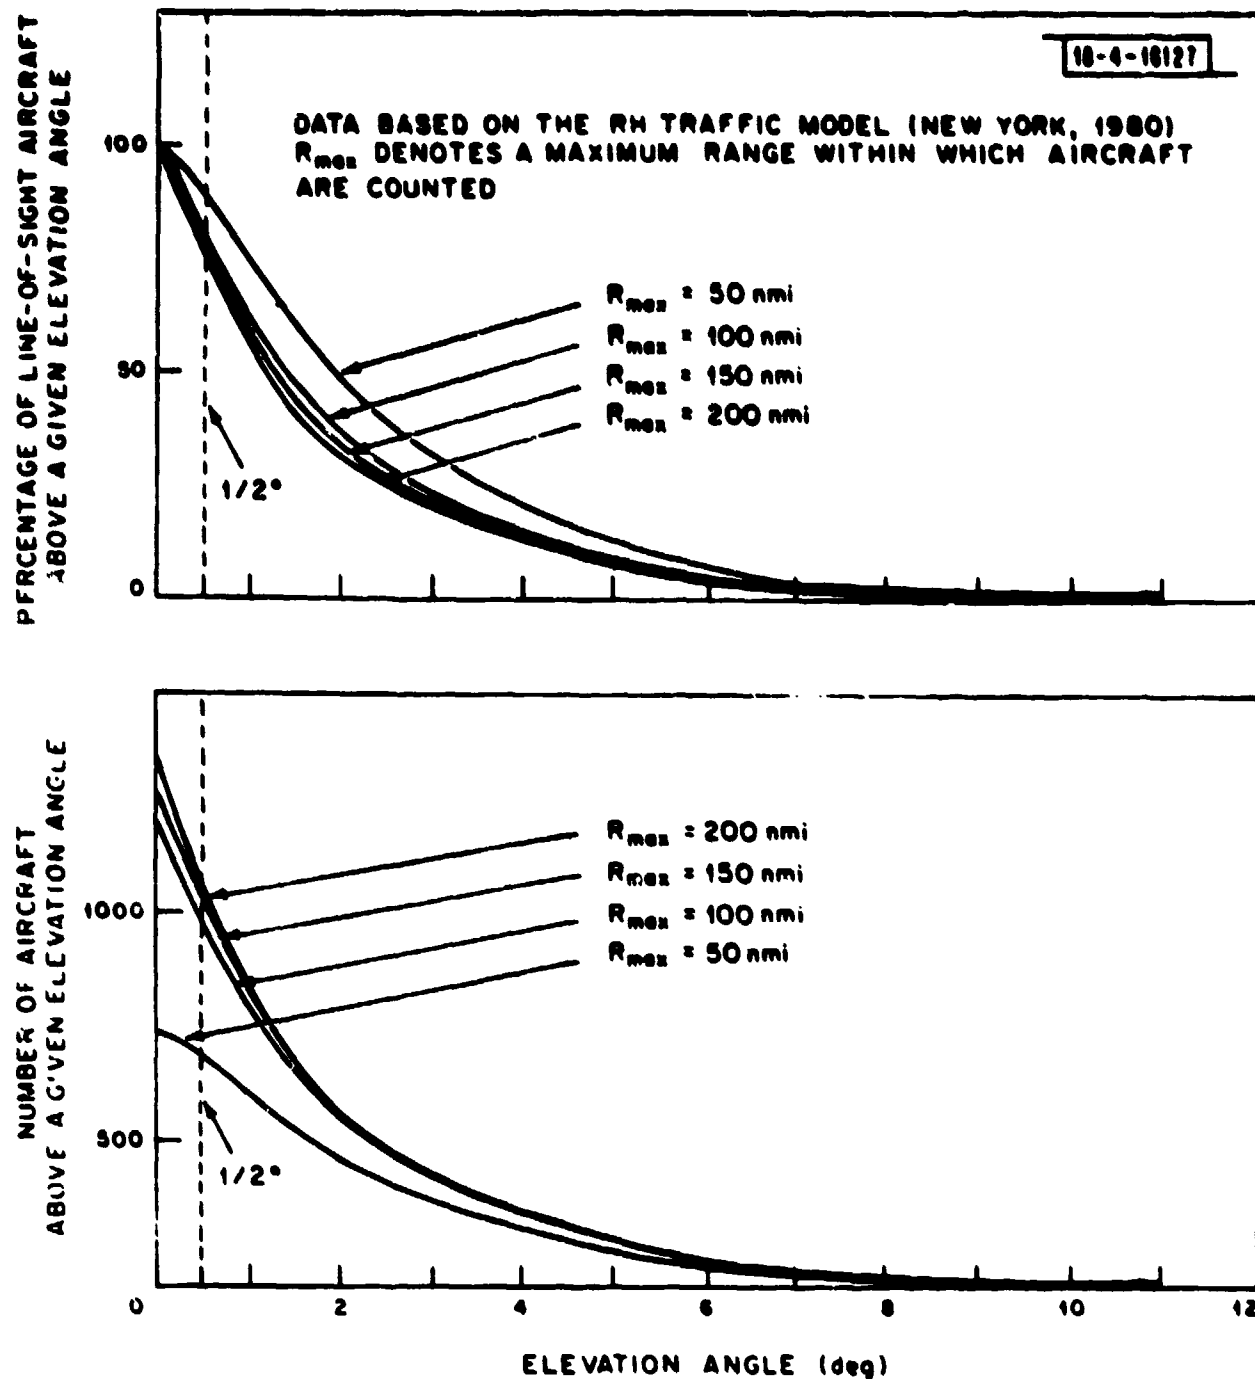 18-4-16127
DATA BASED ON THE RH TRAFFIC MODEL (NEW YORK, 1980)
Rmax DENOTES A MAXIMUM RANGE WITHIN WHICH AIRCRAFT
ARE COUNTED
PERCENTAGE OF LINE-OF-SIGHT AIRCRAFT
ABOVE A GIVEN ELEVATION ANGLE
100
50
0
Rmax = 50 nmi
Rmax = 100 nmi
Rmax = 150 nmi
Rmax = 200 nmi
1/2°
NUMBER OF AIRCRAFT
ABOVE A GIVEN ELEVATION ANGLE
1000
500
Rmax = 200 nmi
Rmax = 150 nmi
Rmax = 100 nmi
Rmax = 50 nmi
1/2°
0 2 4 6 8 10 12
ELEVATION ANGLE (deg)